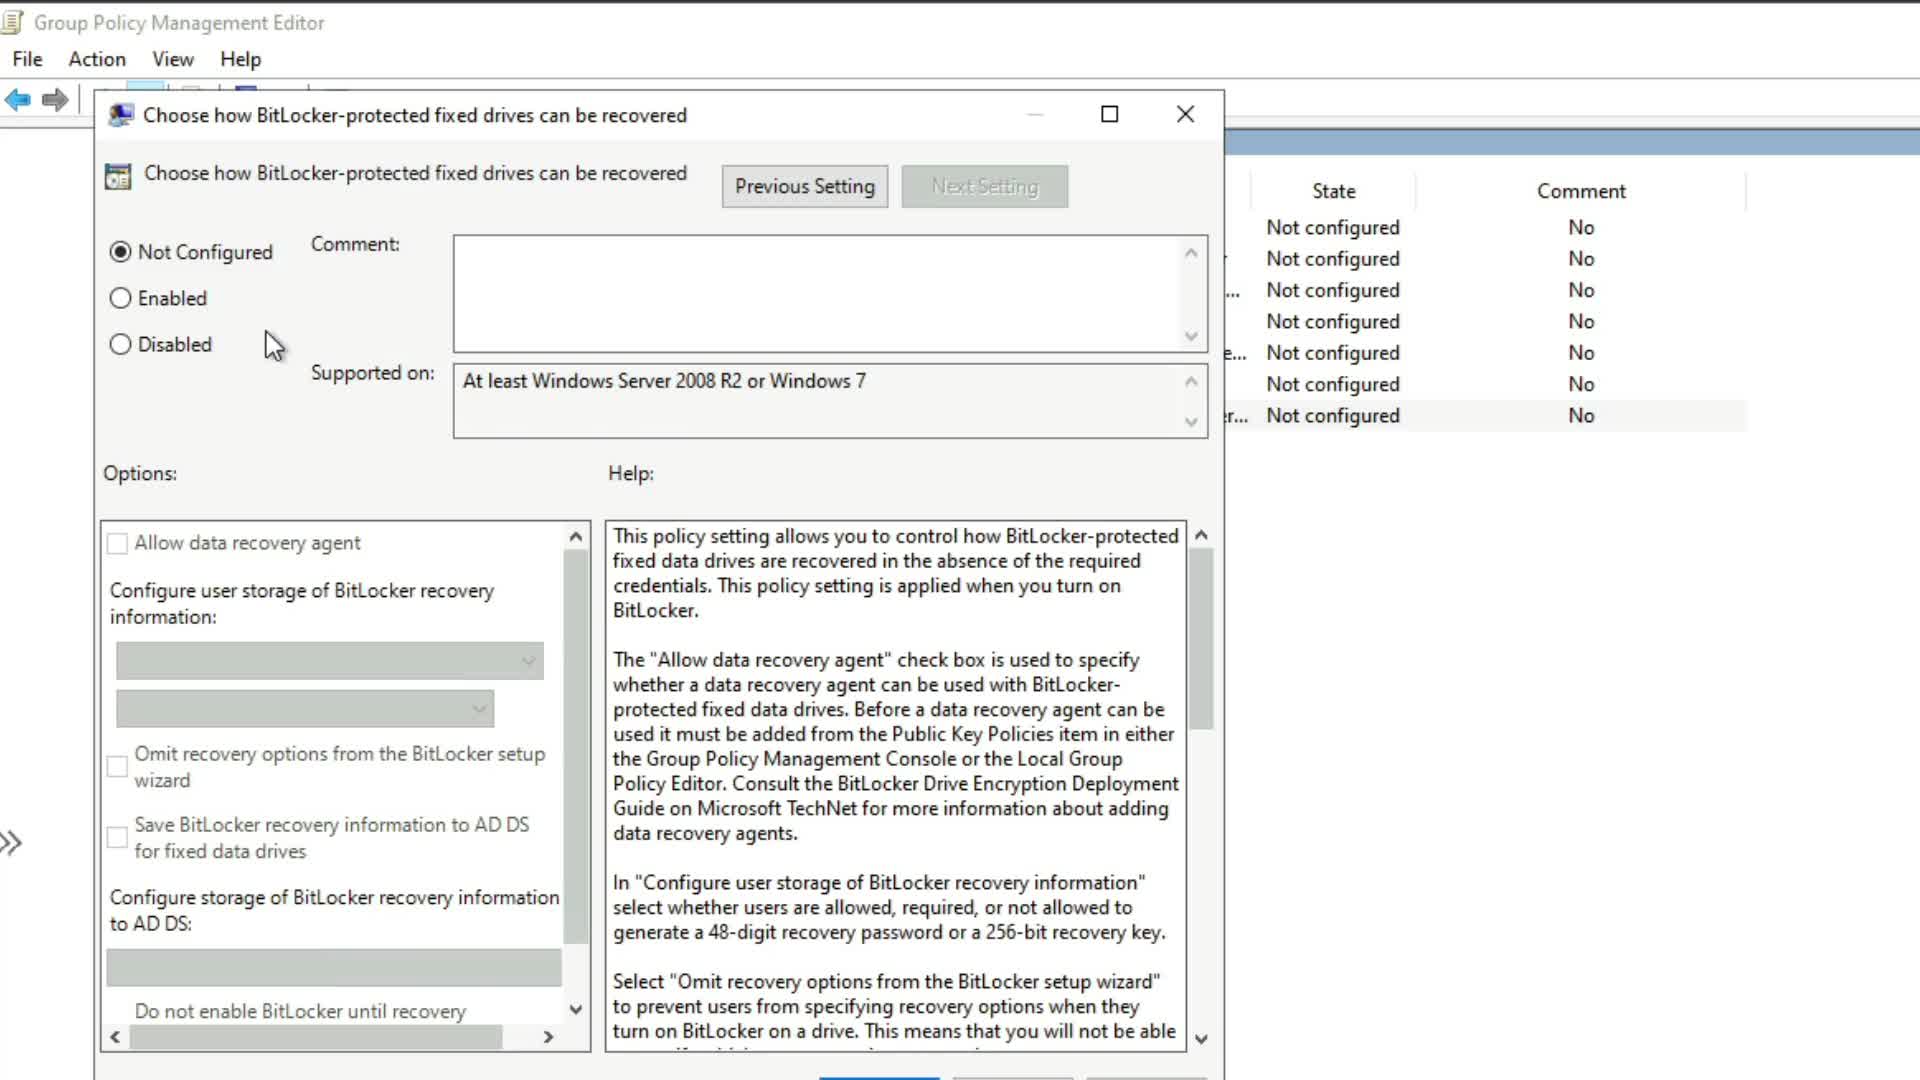 Group Policy Management Editor
File Action View Help
Choose how BitLocker-protected fixed drives can be recovered
Choose how BitLocker-protected fixed drives can be recovered
Previous Setting
Next Setting
Not Configured
Enabled
Disabled
Comment:
Supported on:
At least Windows Server 2008 R2 or Windows 7
Options:
Help:
Allow data recovery agent
Configure user storage of BitLocker recovery
information:
Omit recovery options from the BitLocker setup
wizard
Save BitLocker recovery information to AD DS
for fixed data drives
Configure storage of BitLocker recovery information
to AD DS:
Do not enable BitLocker until recovery
This policy setting allows you to control how BitLocker-protected
fixed data drives are recovered in the absence of the required
credentials. This policy setting is applied when you turn on
BitLocker.
The "Allow data recovery agent" check box is used to specify
whether a data recovery agent can be used with BitLocker-
protected fixed data drives. Before a data recovery agent can be
used it must be added from the Public Key Policies item in either
the Group Policy Management Console or the Local Group
Policy Editor. Consult the BitLocker Drive Encryption Deployment
Guide on Microsoft TechNet for more information about adding
data recovery agents.
In "Configure user storage of BitLocker recovery information"
select whether users are allowed, required, or not allowed to
generate a 48-digit recovery password or a 256-bit recovery key.
Select "Omit recovery options from the BitLocker setup wizard"
to prevent users from specifying recovery options when they
turn on BitLocker on a drive. This means that you will not be able
State Comment
Not configured No
Not configured No
... Not configured No
Not configured No
e... Not configured No
Not configured No
er... Not configured No